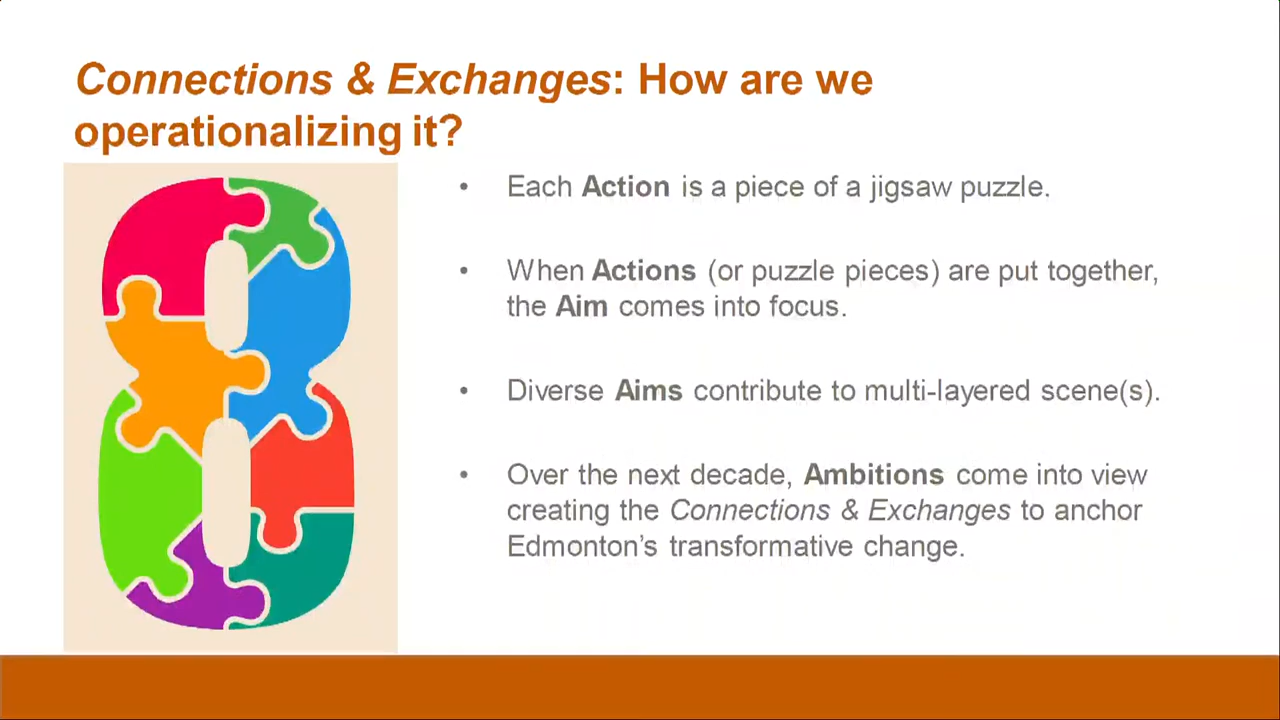 Connections & Exchanges: How are we
operationalizing it?
• Each Action is a piece of a jigsaw puzzle.
• When Actions (or puzzle pieces) are put together,
the Aim comes into focus.
• Diverse Aims contribute to multi-layered scene(s).
• Over the next decade, Ambitions come into view
creating the Connections & Exchanges to anchor
Edmonton’s transformative change.